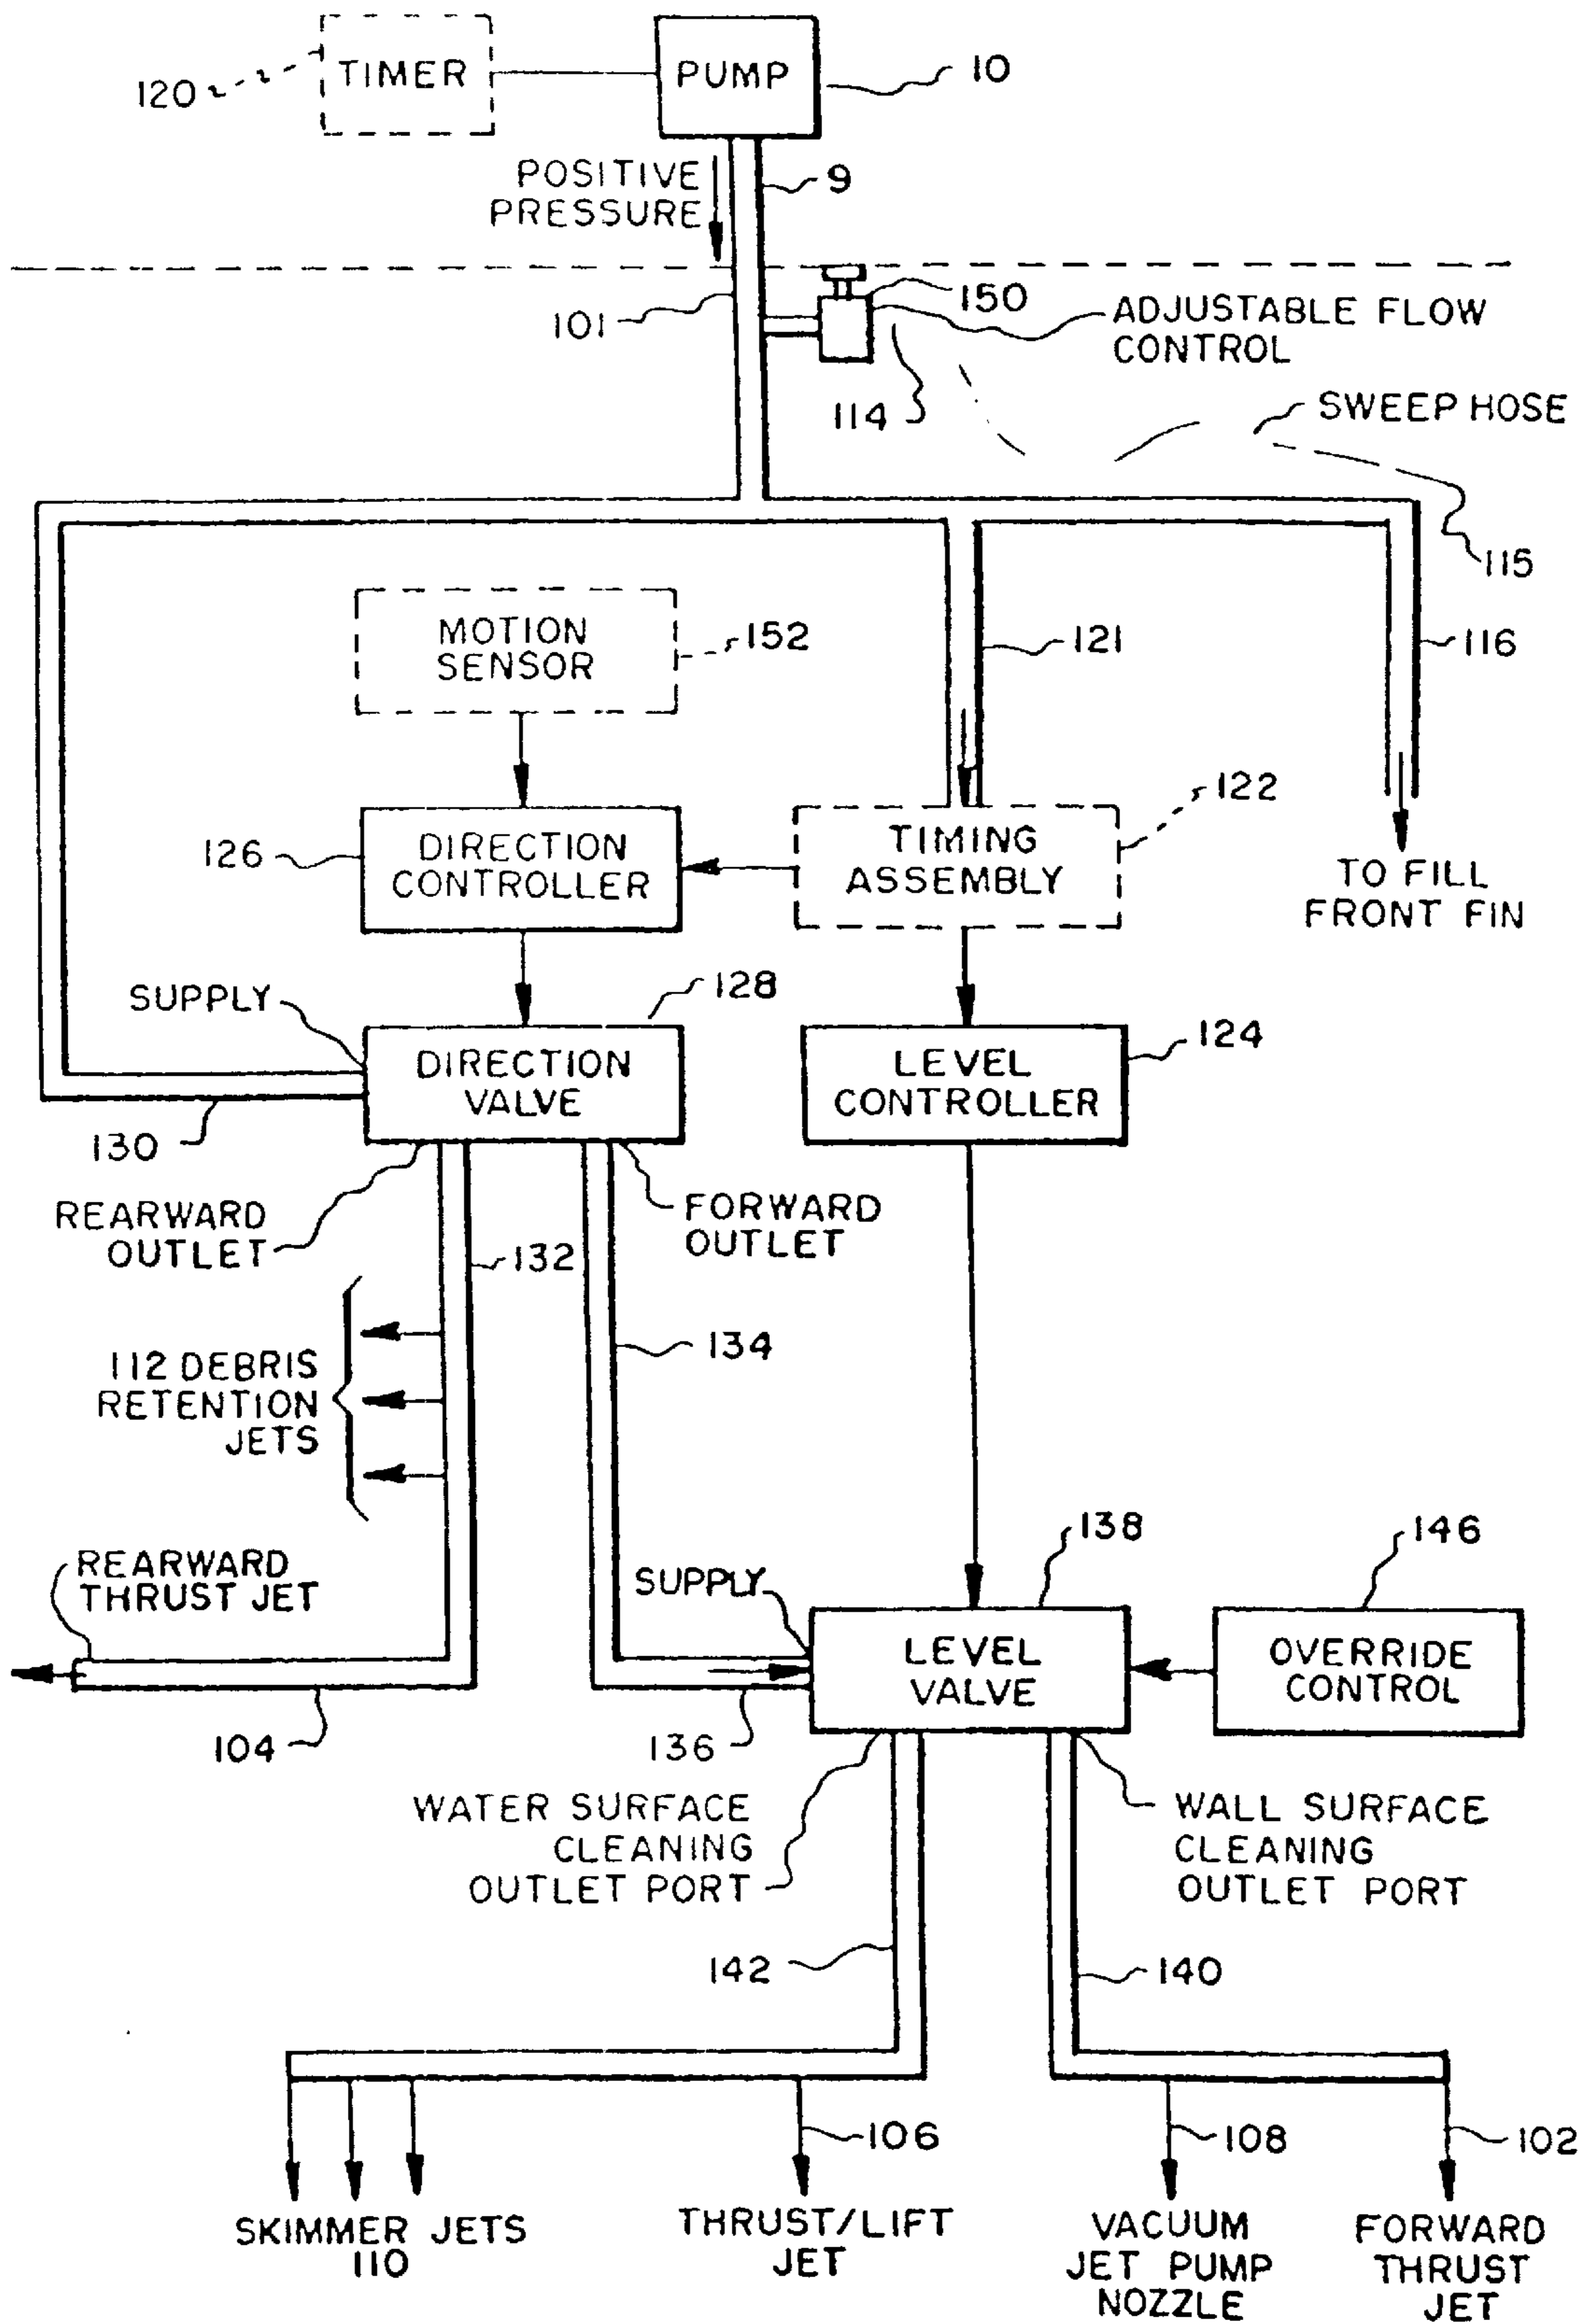 120
TIMER
PUMP
10
POSITIVE
PRESSURE
9
101
150
ADJUSTABLE FLOW
CONTROL
114
SWEEP HOSE
115
MOTION
SENSOR
152
121
116
122
126
DIRECTION
CONTROLLER
TIMING
ASSEMBLY
TO FILL
FRONT FIN
SUPPLY
128
DIRECTION
VALVE
LEVEL
CONTROLLER
124
130
REARWARD
OUTLET
FORWARD
OUTLET
132
134
112 DEBRIS
RETENTION
JETS
REARWARD
THRUST JET
SUPPLY
138
146
LEVEL
VALVE
OVERRIDE
CONTROL
104
136
WATER SURFACE
CLEANING
OUTLET PORT
WALL SURFACE
CLEANING
OUTLET PORT
142
140
106
108
102
SKIMMER JETS
110
THRUST/LIFT
JET
VACUUM
JET PUMP
NOZZLE
FORWARD
THRUST
JET